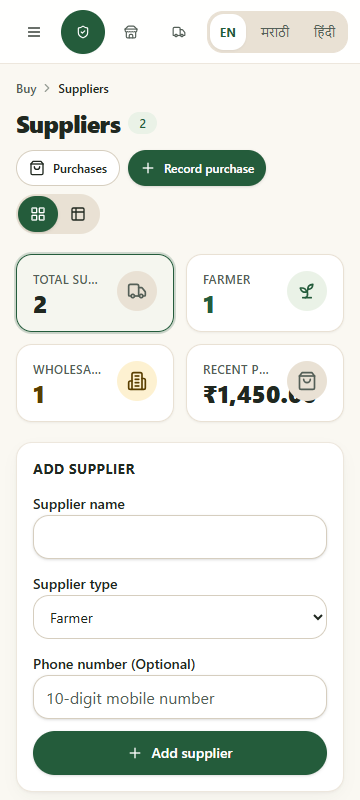 EN मराठी हिंदी
Buy Suppliers
Suppliers 2
Purchases Record purchase
TOTAL SU...
2
FARMER
1
WHOLESA...
1
RECENT P...
₹1,450.00
ADD SUPPLIER
Supplier name
Supplier type
Farmer
Phone number (Optional)
10-digit mobile number
Add supplier